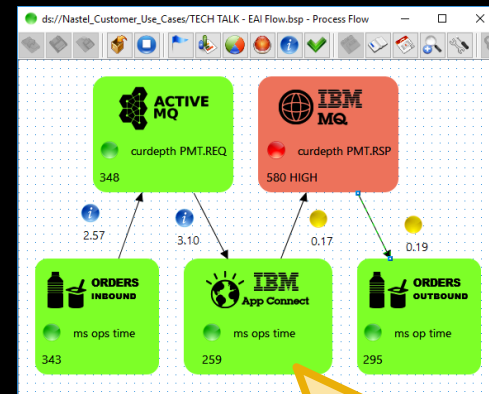 ds://Nastel_Customer_Use_Cases/TECH TALK - EAI Flow.bsp - Process Flow
ACTIVE
MQ
curdepth PMT.REQ
348
IBM
MQ
curdepth PMT.RSP
580 HIGH
2.57
3.10
0.17
0.19
ORDERS
INBOUND
ms ops time
343
IBM
App Connect
ms ops time
259
ORDERS
OUTBOUND
ms op time
295